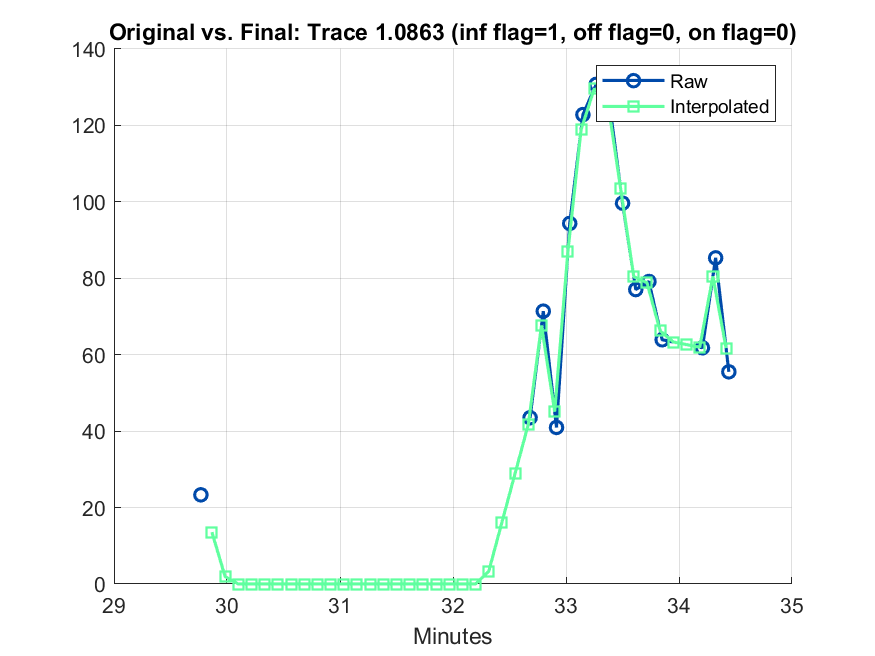 Original vs. Final: Trace 1.0863 (inf flag=1, off flag=0, on flag=0)
140
120
100
80
60
40
20
0
Raw
Interpolated
29 30 31 32 33 34 35
Minutes